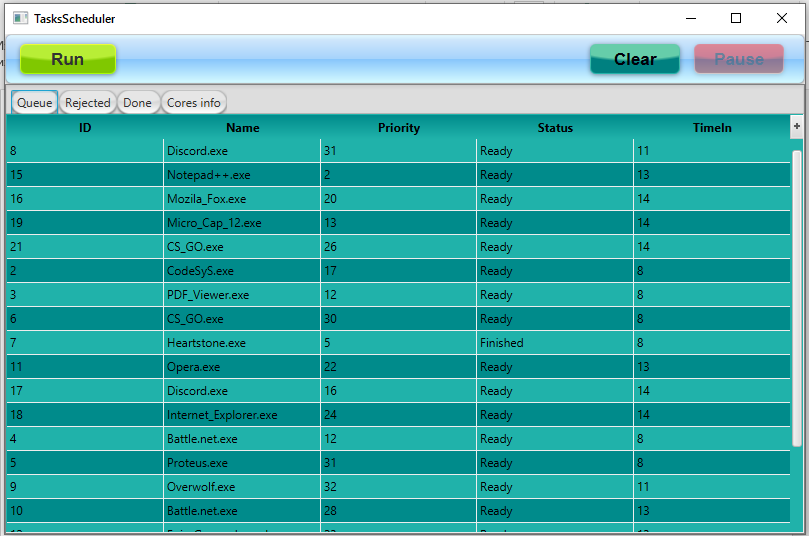 TasksScheduler
Run Clear Pause
Queue Rejected Done Cores info
ID Name Priority Status TimeIn +
8 Discord.exe 31 Ready 11
15 Notepad++.exe 2 Ready 13
16 Mozila_Fox.exe 20 Ready 14
19 Micro_Cap_12.exe 13 Ready 14
21 CS_GO.exe 26 Ready 14
2 CodeSyS.exe 17 Ready 8
3 PDF_Viewer.exe 12 Ready 8
6 CS_GO.exe 30 Ready 8
7 Heartstone.exe 5 Finished 8
11 Opera.exe 22 Ready 13
17 Discord.exe 16 Ready 14
18 Internet_Explorer.exe 24 Ready 14
4 Battle.net.exe 12 Ready 8
5 Proteus.exe 31 Ready 8
9 Overwolf.exe 32 Ready 11
10 Battle.net.exe 28 Ready 13